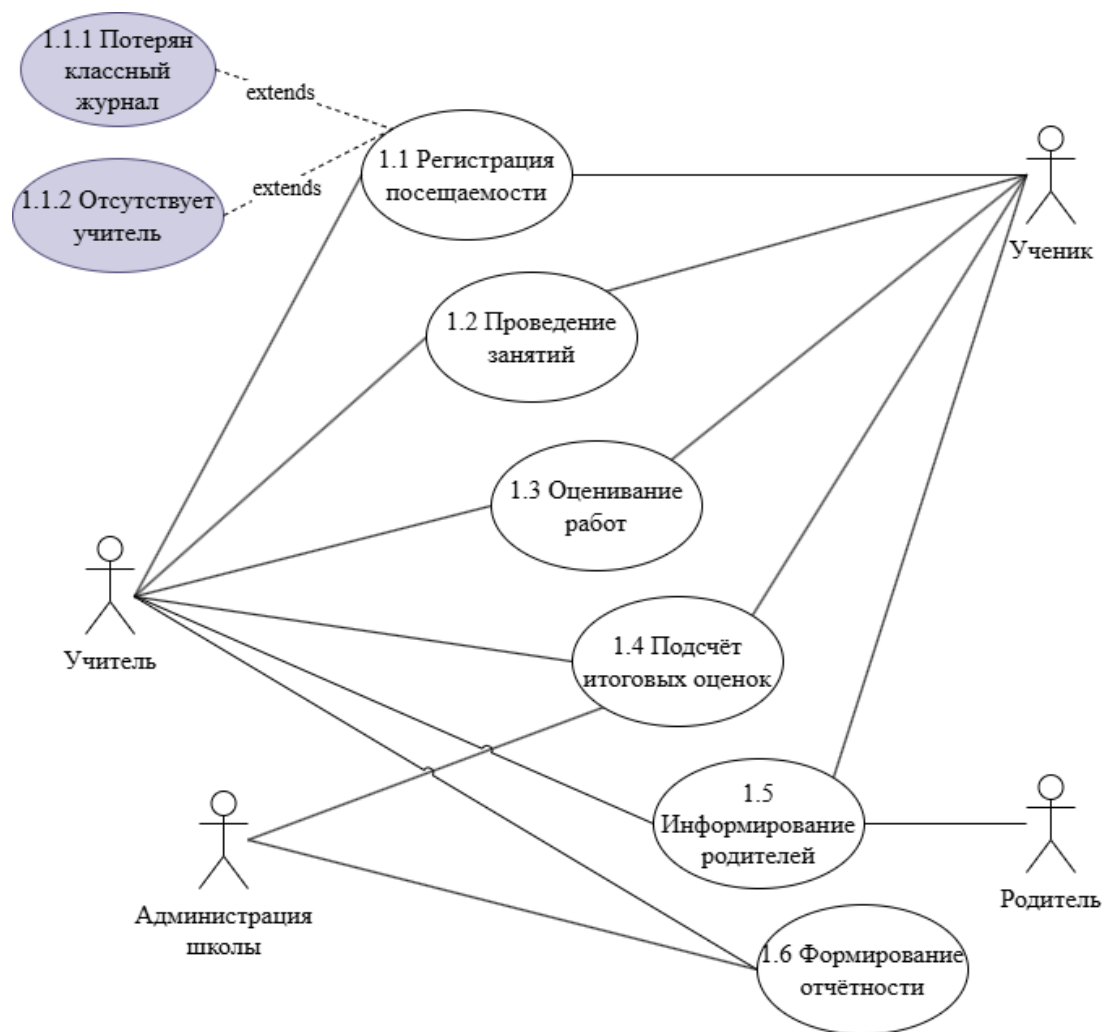 1.1.1 Потерян
классный
журнал
extends
1.1 Регистрация
посещаемости
1.1.2 Отсутствует
учитель
extends
Ученик
1.2 Проведение
занятий
1.3 Оценивание
работ
Учитель
1.4 Подсчёт
итоговых оценок
1.5
Информирование
родителей
Родитель
Администрация
школы
1.6 Формирование
отчётности